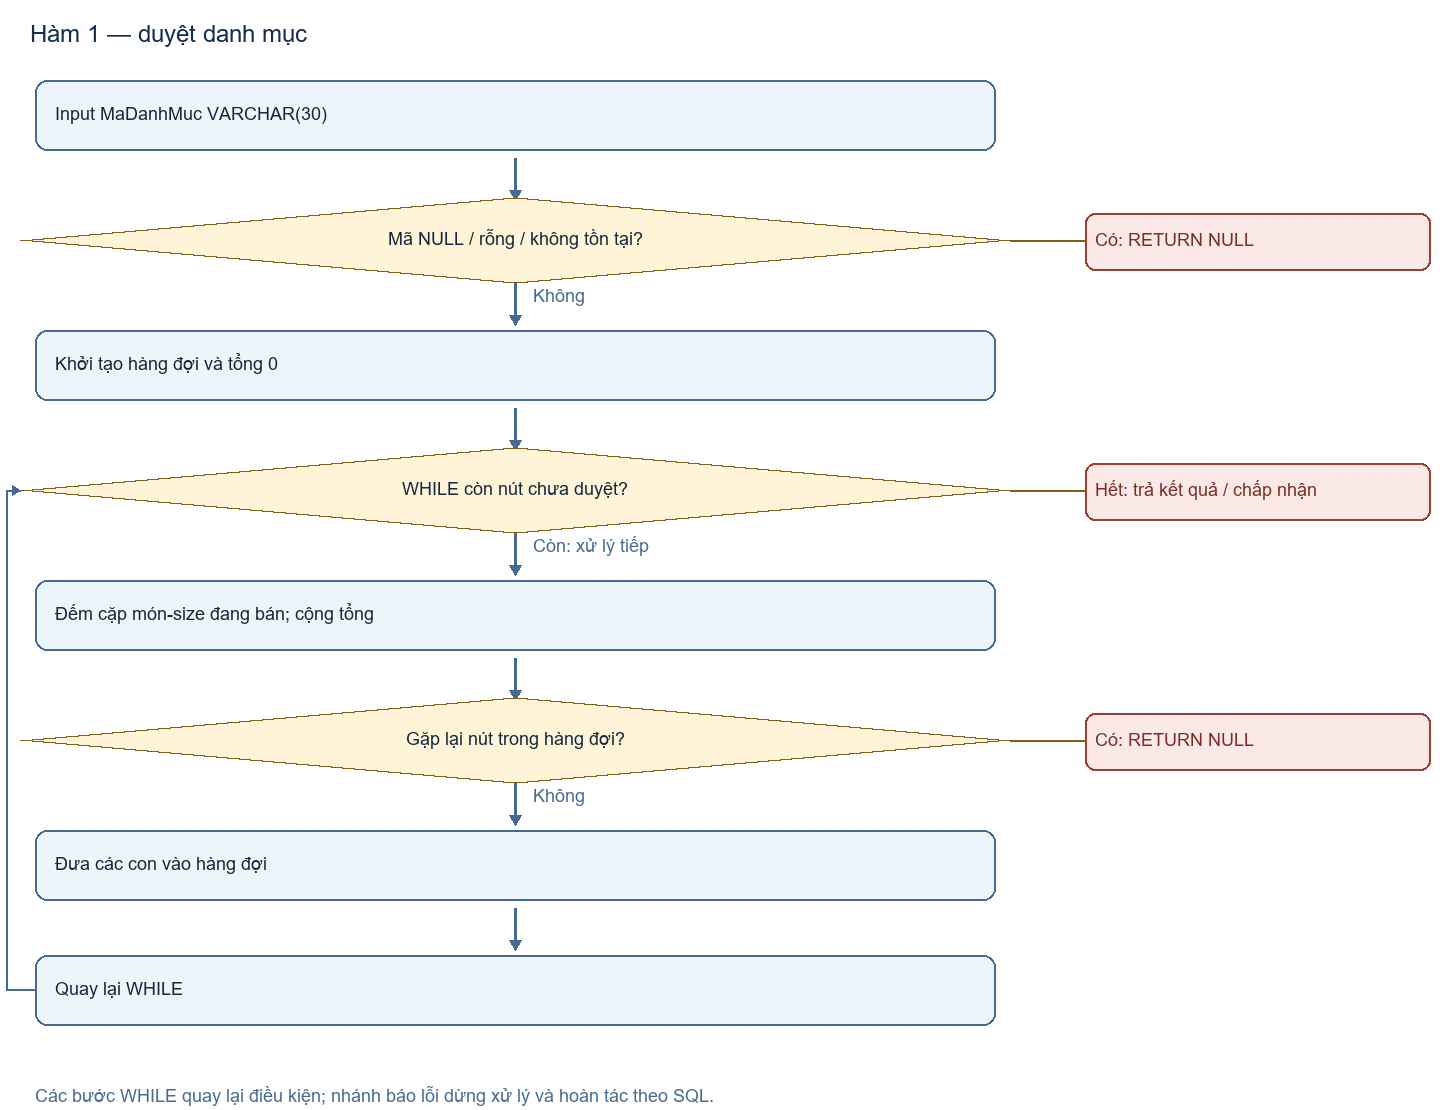 Hàm 1 — duyệt danh mục
Input MaDanhMuc VARCHAR(30)
Mã NULL / rỗng / không tồn tại?
Có: RETURN NULL
Không
Khởi tạo hàng đợi và tổng 0
WHILE còn nút chưa duyệt?
Hết: trả kết quả / chấp nhận
Còn: xử lý tiếp
Đếm cặp món-size đang bán; cộng tổng
Gặp lại nút trong hàng đợi?
Có: RETURN NULL
Không
Đưa các con vào hàng đợi
Quay lại WHILE
Các bước WHILE quay lại điều kiện; nhánh báo lỗi dừng xử lý và hoàn tác theo SQL.